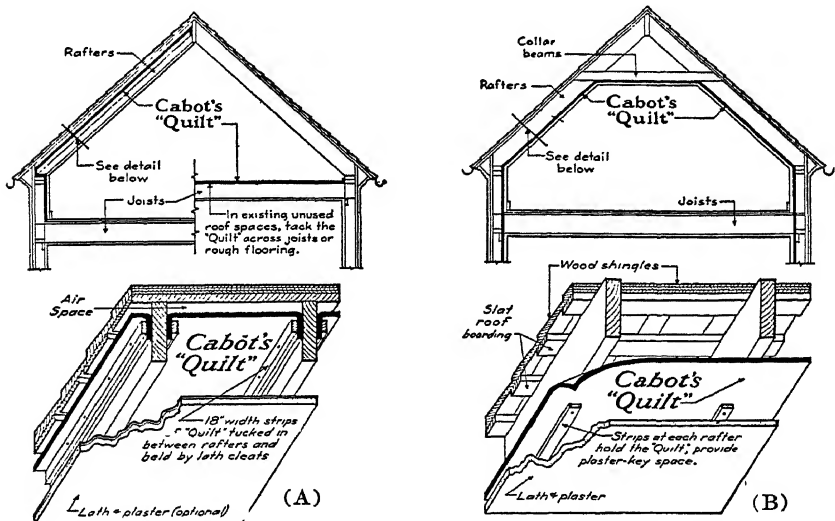 Rafters
Cabot's
"Quilt"
See detail
below
Joists
In existing unused
roof spaces, tack the
"Quilt" across joists or
rough flooring.
Collar
beams
Rafters
Cabot's
"Quilt"
See detail
below
Joists
Air
Space
Cabot's
"Quilt"
18" width strips
"Quilt" tucked in
between rafters and
held by lath cleats
Lath & plaster (optional)
(A)
Wood shingles
Slat
roof
boarding
Cabot's
"Quilt"
Strips at each rafter
hold the "Quilt", provide
plaster-key space.
Lath & plaster
(B)